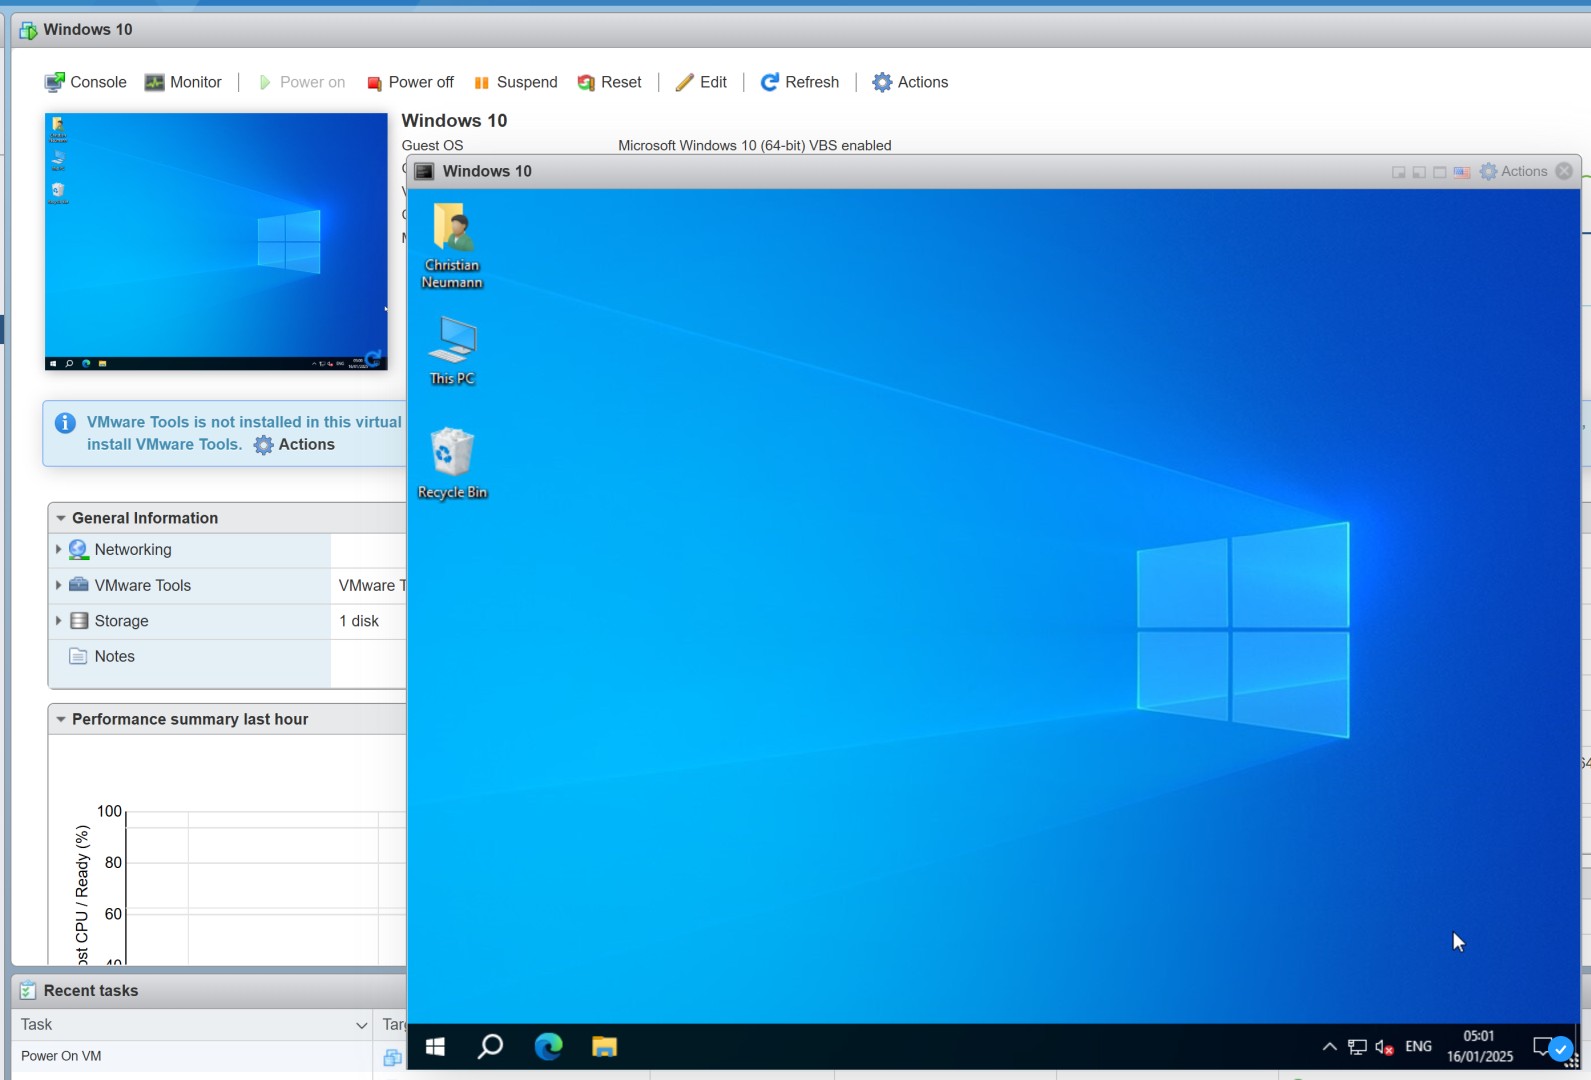 Windows 10
Console Monitor Power on Power off Suspend Reset Edit Refresh Actions
Windows 10
Guest OS Microsoft Windows 10 (64-bit) VBS enabled
Windows 10 Actions
Christian
Neumann
This PC
Recycle Bin
VMware Tools is not installed in this virtual
install VMware Tools. Actions
General Information
Networking
VMware Tools VMware T
Storage 1 disk
Notes
Performance summary last hour
100
80
60
40
ost CPU / Ready (%)
ENG
05:01
16/01/2025
Recent tasks
Task Tar
Power On VM